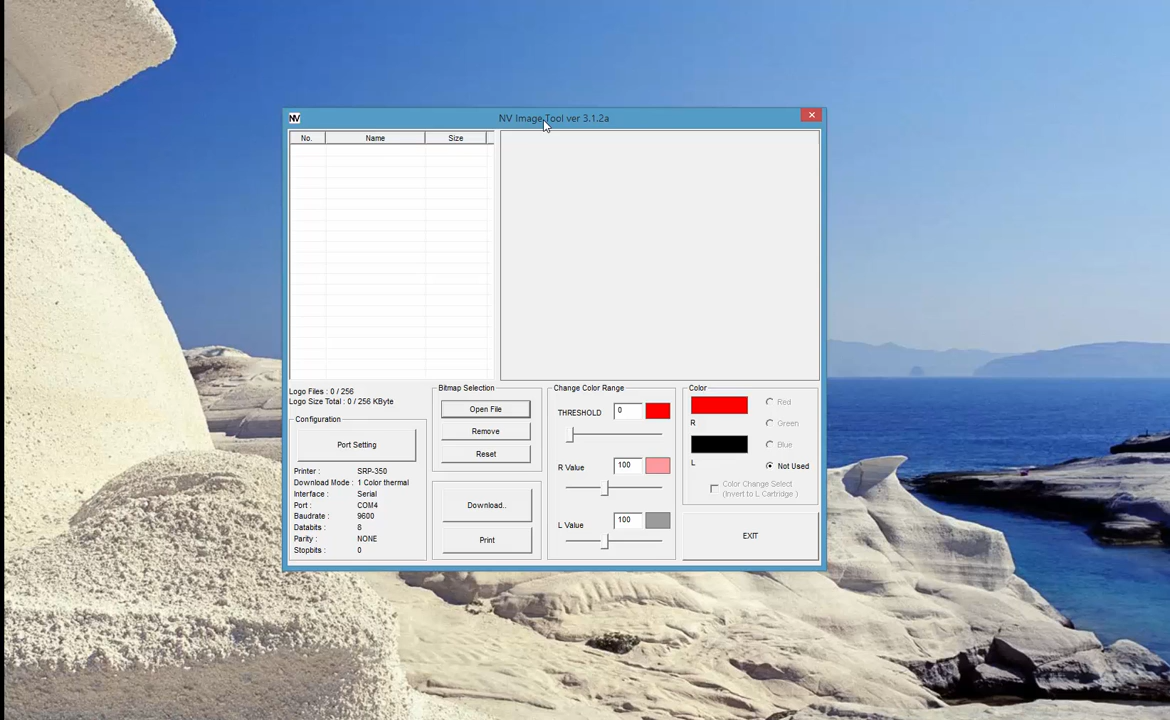 NV NV Image Tool ver 3.1.2a
No. Name Size
Logo Files : 0 / 256
Logo Size Total : 0 / 256 KByte
Configuration
Port Setting
Printer : SRP-350
Download Mode : 1 Color thermal
Interface : Serial
Port : COM4
Baudrate : 9600
Databits : 8
Parity : NONE
Stopbits : 0
Bitmap Selection
Open File
Remove
Reset
Download..
Print
Change Color Range
THRESHOLD 0
R Value 100
L Value 100
Color
R
L
Red
Green
Blue
Not Used
Color Change Select
(Invert to L Cartridge )
EXIT